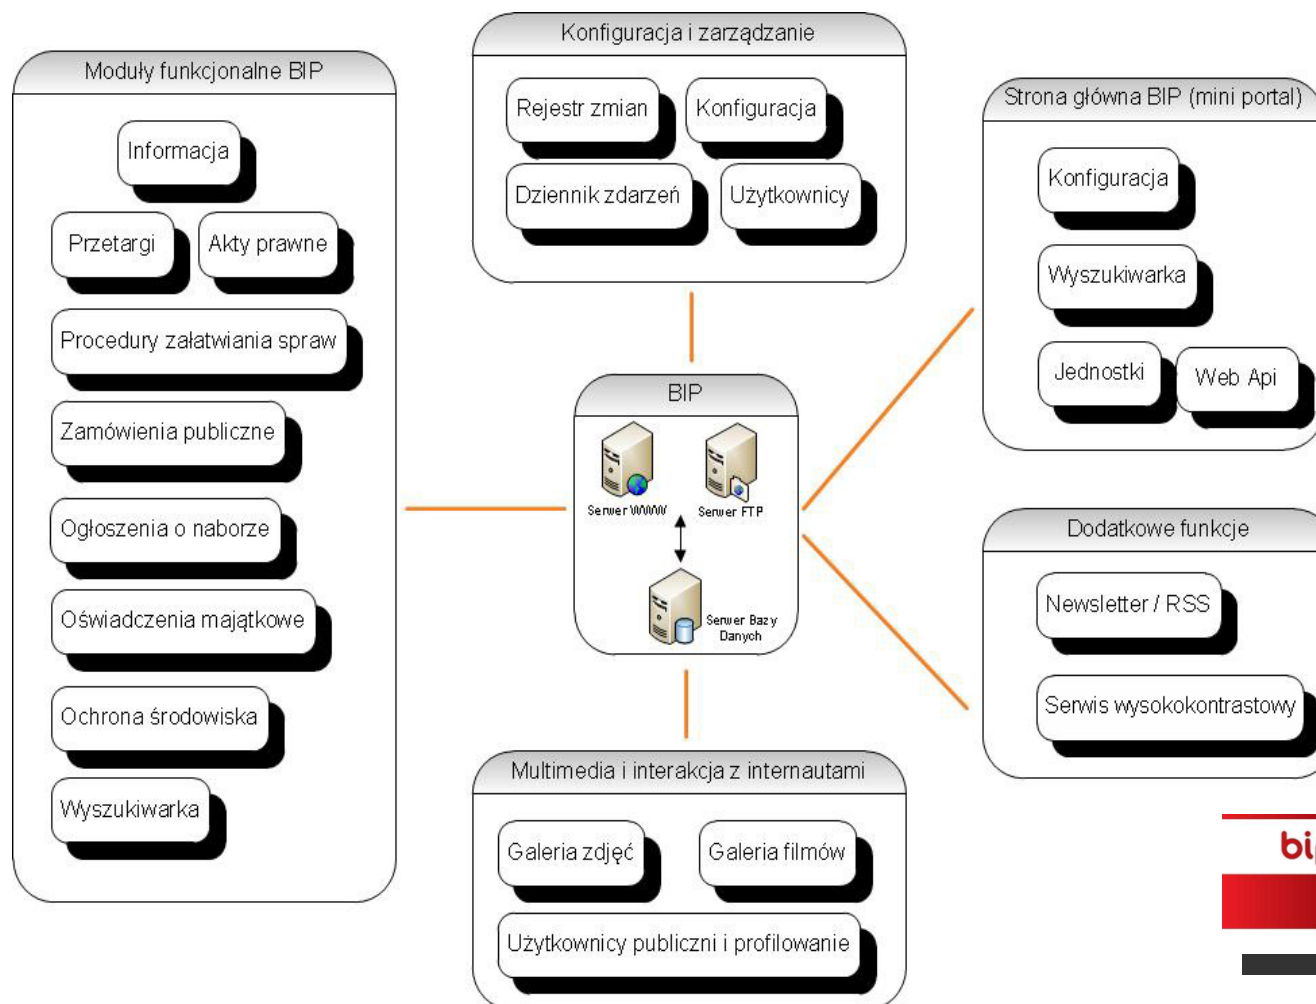 Moduły funkcjonalne BIP
Informacja
Przetargi
Akty prawne
Procedury załatwiania spraw
Zamówienia publiczne
Ogłoszenia o naborze
Oświadczenia majątkowe
Ochrona środowiska
Wyszukiwarka
Konfiguracja i zarządzanie
Rejestr zmian
Konfiguracja
Dziennik zdarzeń
Użytkownicy
BIP
Serwer WWW
Serwer FTP
Serwer Bazy
Danych
Multimedia i interakcja z internautami
Galeria zdjęć
Galeria filmów
Użytkownicy publiczni i profilowanie
Strona główna BIP (mini portal)
Konfiguracja
Wyszukiwarka
Jednostki
Web Api
Dodatkowe funkcje
Newsletter / RSS
Serwis wysokokontrastowy